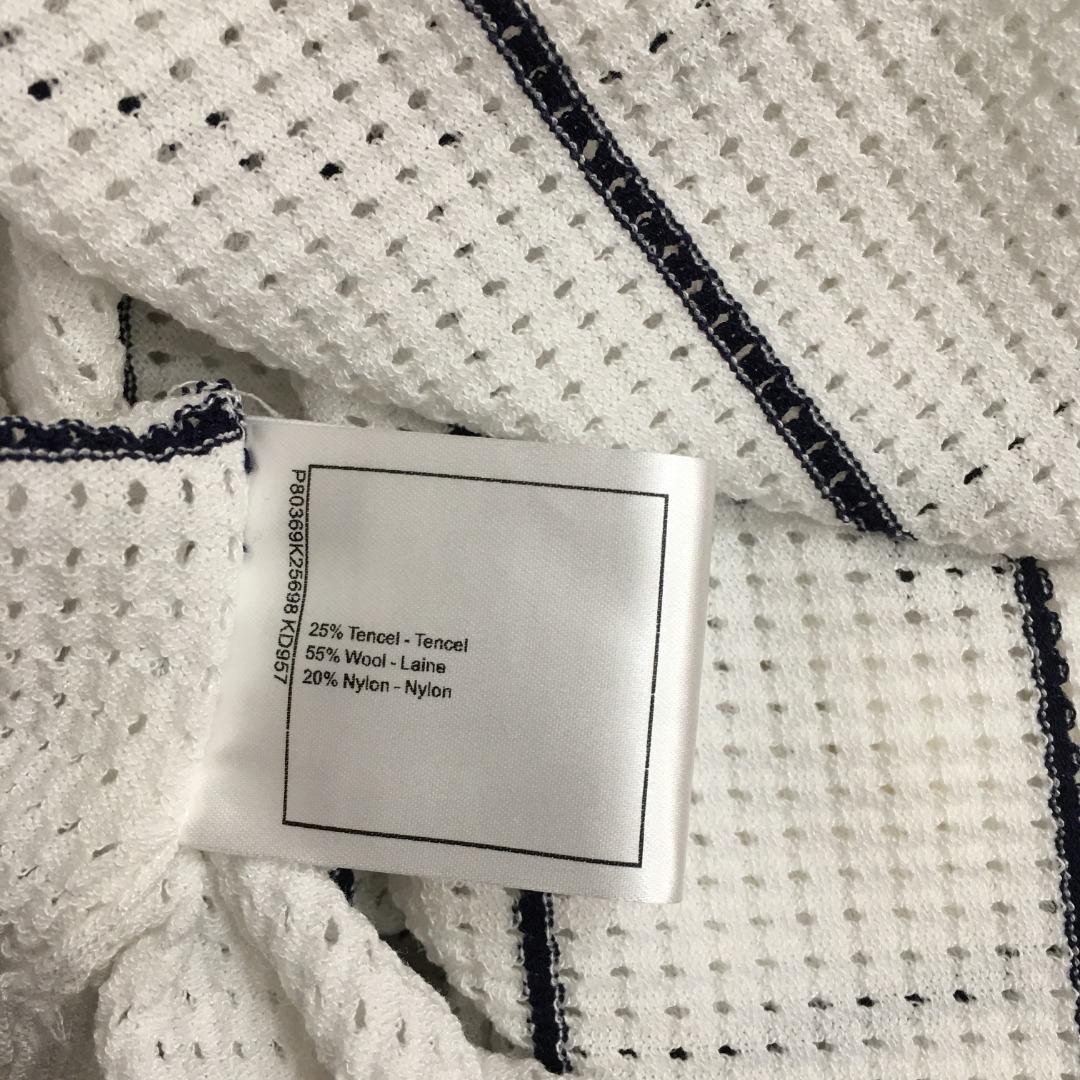 P80369K25698 KD957
25% Tencel - Tencel
55% Wool - Laine
20% Nylon - Nylon